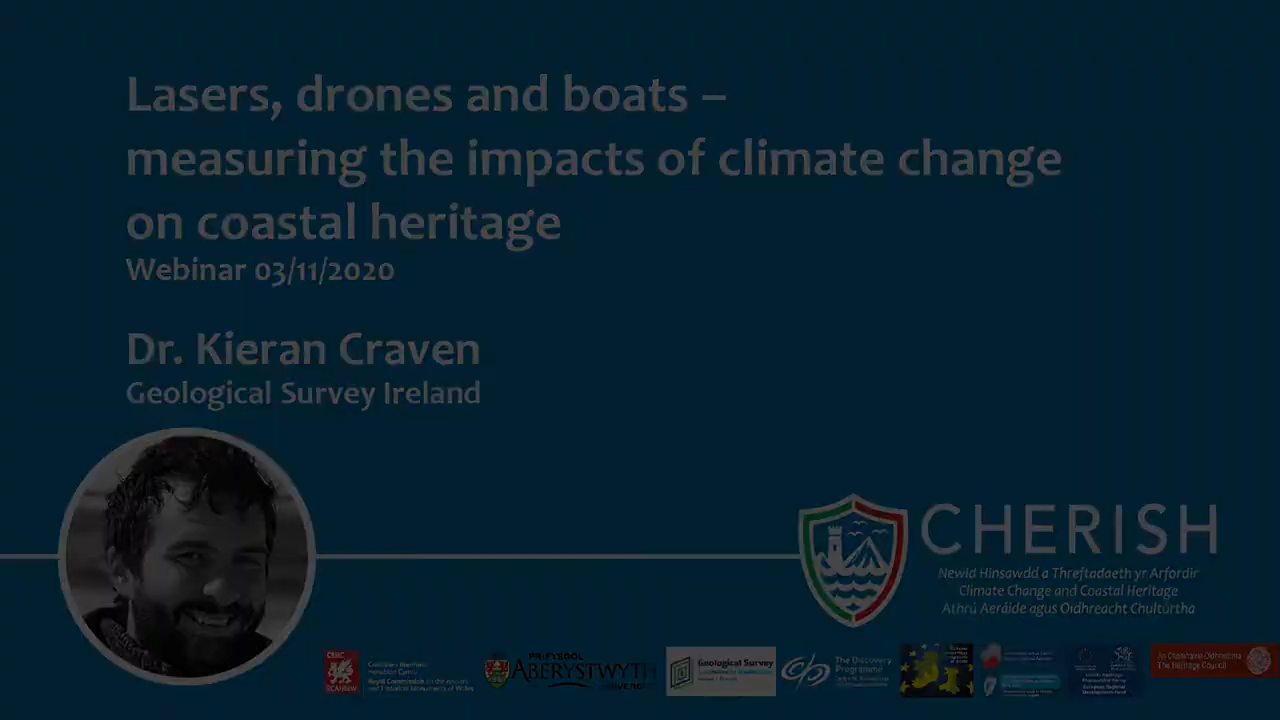 Lasers, drones and boats –
measuring the impacts of climate change
on coastal heritage
Webinar 03/11/2020
Dr. Kieran Craven
Geological Survey Ireland
CHERISH
Newid Hinsawdd a Threftadaeth yr Arfordir
Climate Change and Coastal Heritage
Athrú Aeráide agus Oidhreacht Chultúrtha
PRIFYSGOL
ABERYSTWYTH
UNIVERSITY
Geological Survey
The Discovery
Programme
An Chomhairle Oidhreachta
The Heritage Council